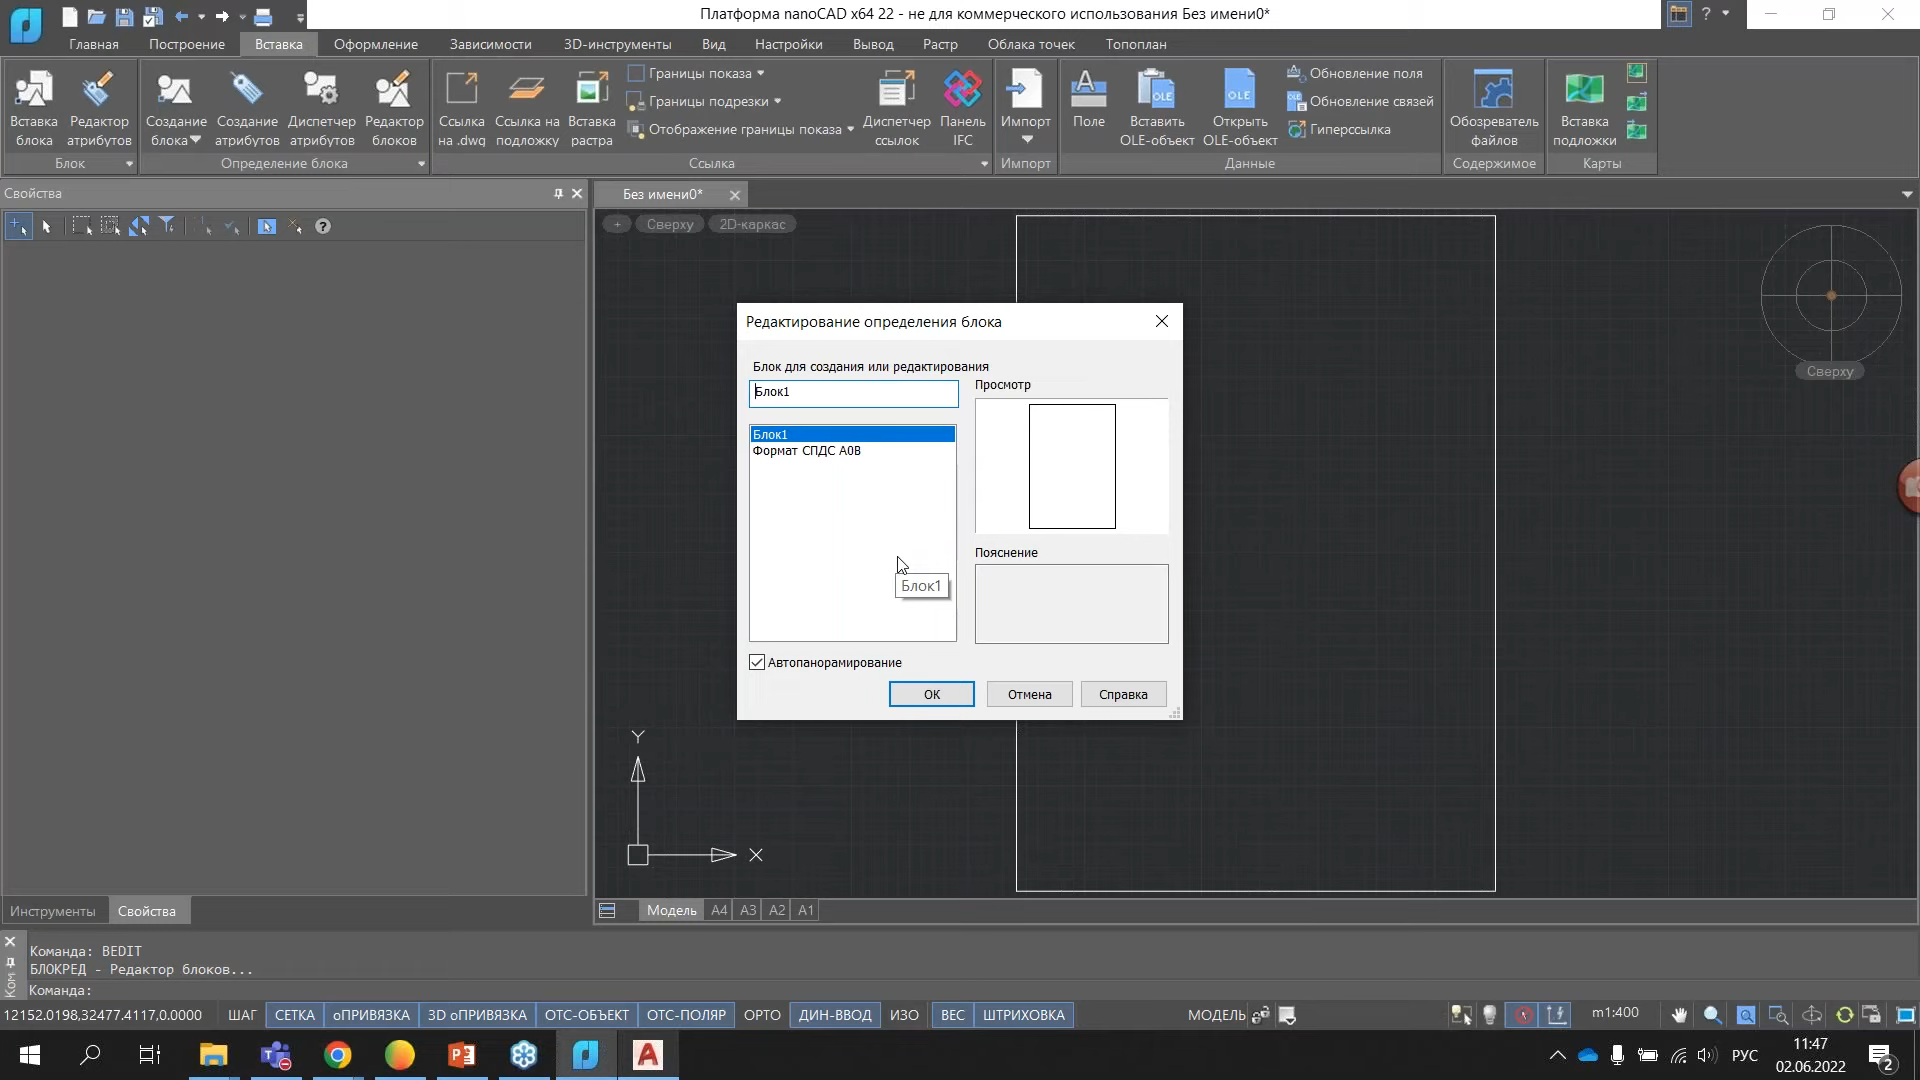 Платформа nanoCAD x64 22 - не для коммерческого использования Без имени0*
?
Главная Построение Вставка Оформление Зависимости 3D-инструменты Вид Настройки Вывод Растр Облака точек Топоплан
Вставка блока
Редактор атрибутов
Блок
Создание блока
Создание атрибутов
Диспетчер атрибутов
Редактор блоков
Определение блока
Ссылка на .dwg
Ссылка на подложку
Вставка растра
Границы показа
Границы подрезки
Отображение границы показа
Диспетчер ссылок
Панель IFC
Ссылка
Импорт
Импорт
Поле
Вставить OLE-объект
Открыть OLE-объект
Обновление поля
Обновление связей
Гиперссылка
Данные
Обозреватель файлов
Содержимое
Вставка подложки
Карты
Свойства
Без имени0*
+ Сверху 2D-каркас
Сверху
Редактирование определения блока
Блок для создания или редактирования
Блок1
Просмотр
Блок1
Формат СПДС А0В
Блок1
Пояснение
Автопанорамирование
ОК Отмена Справка
Y
X
Инструменты Свойства
Модель A4 A3 A2 A1
Команда: BEDIT
БЛОКРЕД - Редактор блоков...
Команда:
Ком
12152.0198,32477.4117,0.0000 ШАГ СЕТКА оПРИВЯЗКА 3D оПРИВЯЗКА ОТС-ОБЪЕКТ ОТС-ПОЛЯР ОРТО ДИН-ВВОД ИЗО ВЕС ШТРИХОВКА МОДЕЛЬ m1:400
РУС
11:47
02.06.2022
2